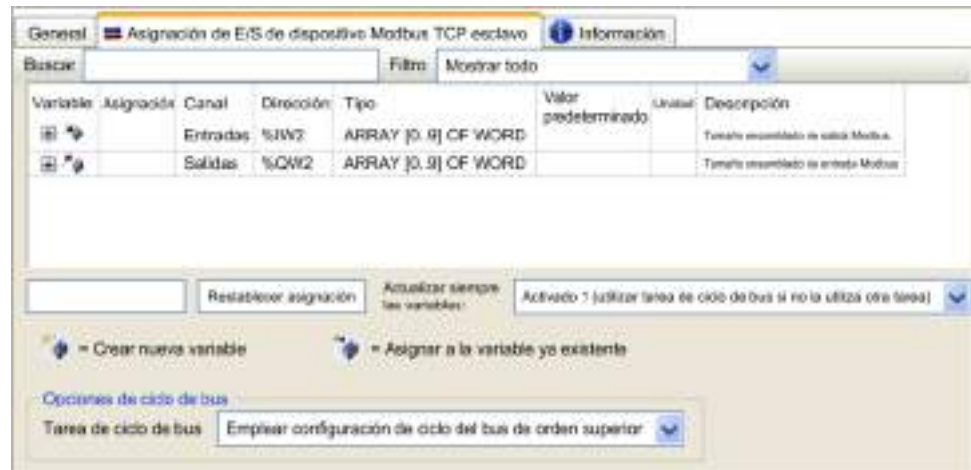 General Asignación de E/S de dispositivo Modbus TCP esclavo Información
Buscar Filtro Mostrar todo
Variable Asignación Canal Dirección Tipo Valor predeterminado Unidad Descripción
Entradas %IW2 ARRAY [0..9] OF WORD Tamaño ensamblado de salida Modbus
Salidas %QW2 ARRAY [0..9] OF WORD Tamaño ensamblado de entrada Modbus
Restablecer asignación Actualizar siempre las variables: Activado 1 (utilizar tarea de ciclo de bus si no la utiliza otra tarea)
= Crear nueva variable = Asignar a la variable ya existente
Opciones de ciclo de bus
Tarea de ciclo de bus Emplear configuración de ciclo del bus de orden superior